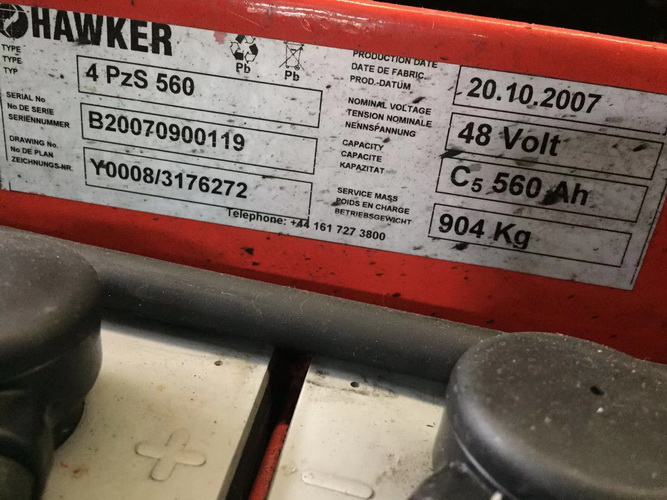 HAWKER
Pb
Pb
TYPE
TYPE
TYP
4 PzS 560
SERIAL No
No DE SERIE
SERIENNUMMER
B20070900119
DRAWING No.
No DE PLAN
ZEICHNUNGS-NR.
Y0008/3176272
PRODUCTION DATE
DATE DE FABRIC.
PROD.-DATUM
20.10.2007
NOMINAL VOLTAGE
TENSION NOMINALE
NENNSPANNUNG
48 Volt
CAPACITY
CAPACITE
KAPAZITAT
C5 560 Ah
SERVICE MASS
POIDS EN CHARGE
BETRIEBSGEWICHT
904 Kg
Telephone: +44 161 727 3800
+
−